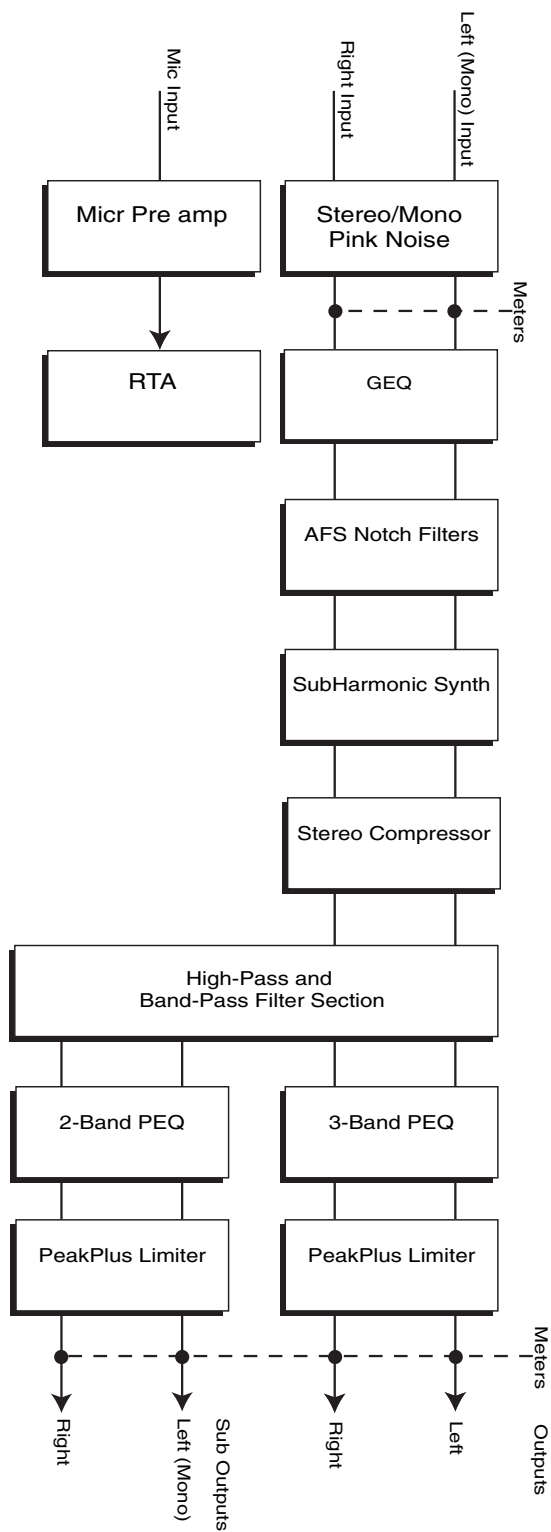 Mic Input
Right Input
Left (Mono) Input
Micr Pre amp
Stereo/Mono
Pink Noise
Meters
RTA
GEQ
AFS Notch Filters
SubHarmonic Synth
Stereo Compressor
High-Pass and
Band-Pass Filter Section
2-Band PEQ
3-Band PEQ
PeakPlus Limiter
PeakPlus Limiter
Meters
Right
Left (Mono)
Sub Outputs
Right
Left
Outputs